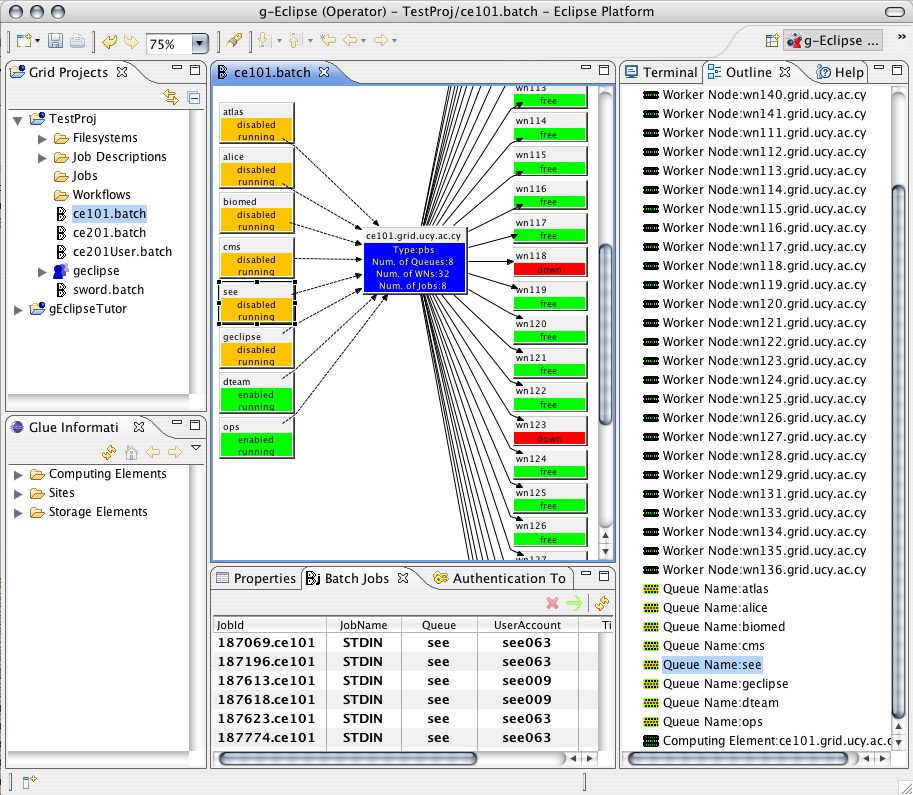 g-Eclipse (Operator) - TestProj/ce101.batch - Eclipse Platform
75%
g-Eclipse ...
»
Grid Projects
TestProj
Filesystems
Job Descriptions
Jobs
Workflows
ce101.batch
ce201.batch
ce201User.batch
geclipse
sword.batch
gEclipseTutor
Glue Informati
Computing Elements
Sites
Storage Elements
ce101.batch
atlas
disabled
running
alice
disabled
running
biomed
disabled
running
cms
disabled
running
see
disabled
running
geclipse
disabled
running
dteam
enabled
running
ops
enabled
running
ce101.grid.ucy.ac.cy
Type:pbs
Num. of Queues:8
Num. of WNs:32
Num. of Jobs:8
wn113
free
wn114
free
wn115
free
wn116
free
wn117
free
wn118
down
wn119
free
wn120
free
wn121
free
wn122
free
wn123
down
wn124
free
wn125
free
wn126
free
wn127
Properties
Batch Jobs
Authentication To
JobId JobName Queue UserAccount Ti
187069.ce101 STDIN see see063
187196.ce101 STDIN see see063
187613.ce101 STDIN see see009
187618.ce101 STDIN see see009
187623.ce101 STDIN see see063
187774.ce101 STDIN see see063
Terminal
Outline
Help
Worker Node:wn140.grid.ucy.ac.cy
Worker Node:wn141.grid.ucy.ac.cy
Worker Node:wn111.grid.ucy.ac.cy
Worker Node:wn112.grid.ucy.ac.cy
Worker Node:wn113.grid.ucy.ac.cy
Worker Node:wn114.grid.ucy.ac.cy
Worker Node:wn115.grid.ucy.ac.cy
Worker Node:wn116.grid.ucy.ac.cy
Worker Node:wn117.grid.ucy.ac.cy
Worker Node:wn118.grid.ucy.ac.cy
Worker Node:wn119.grid.ucy.ac.cy
Worker Node:wn120.grid.ucy.ac.cy
Worker Node:wn121.grid.ucy.ac.cy
Worker Node:wn122.grid.ucy.ac.cy
Worker Node:wn123.grid.ucy.ac.cy
Worker Node:wn124.grid.ucy.ac.cy
Worker Node:wn125.grid.ucy.ac.cy
Worker Node:wn126.grid.ucy.ac.cy
Worker Node:wn127.grid.ucy.ac.cy
Worker Node:wn128.grid.ucy.ac.cy
Worker Node:wn129.grid.ucy.ac.cy
Worker Node:wn131.grid.ucy.ac.cy
Worker Node:wn133.grid.ucy.ac.cy
Worker Node:wn134.grid.ucy.ac.cy
Worker Node:wn135.grid.ucy.ac.cy
Worker Node:wn136.grid.ucy.ac.cy
Queue Name:atlas
Queue Name:alice
Queue Name:biomed
Queue Name:cms
Queue Name:see
Queue Name:geclipse
Queue Name:dteam
Queue Name:ops
Computing Element:ce101.grid.ucy.ac.c